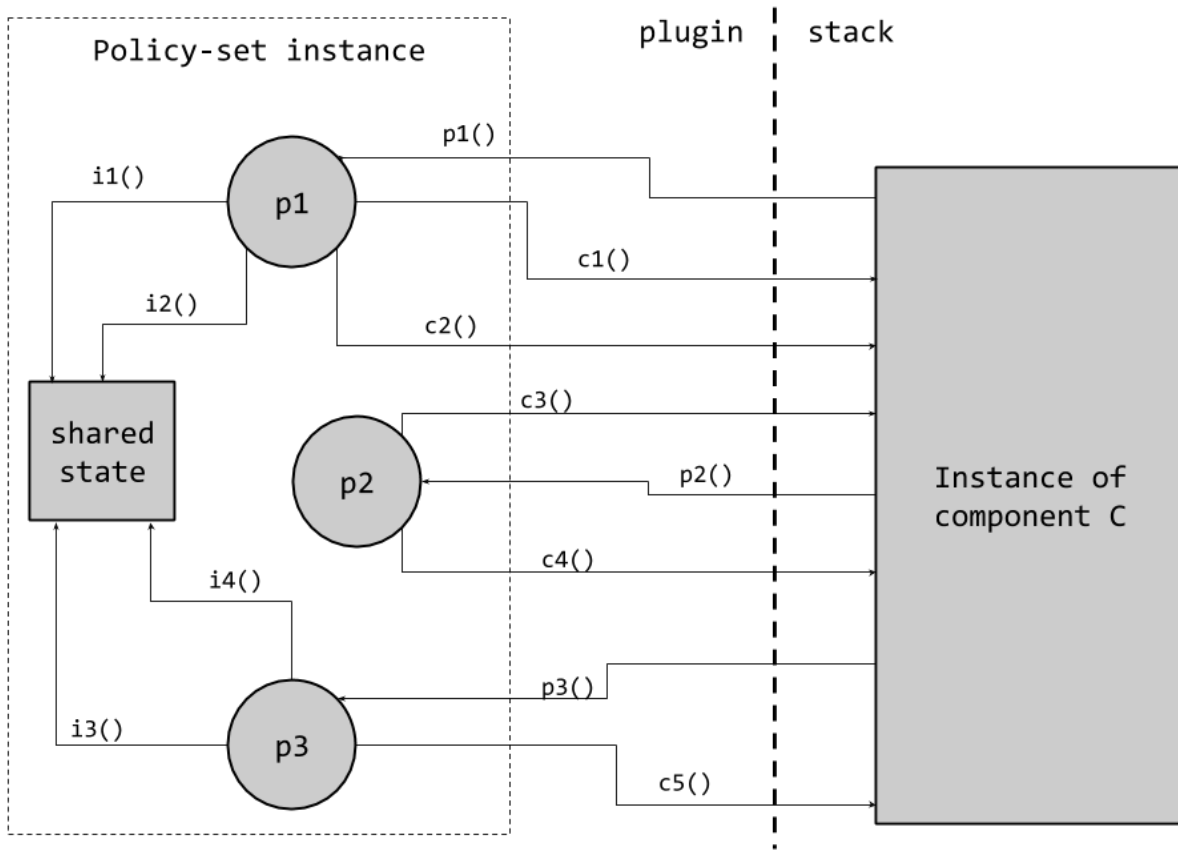 plugin
stack
Policy-set instance
p1()
i1()
p1
c1()
i2()
c2()
c3()
shared
state
p2
p2()
Instance of
component C
c4()
i4()
p3()
i3()
p3
c5()